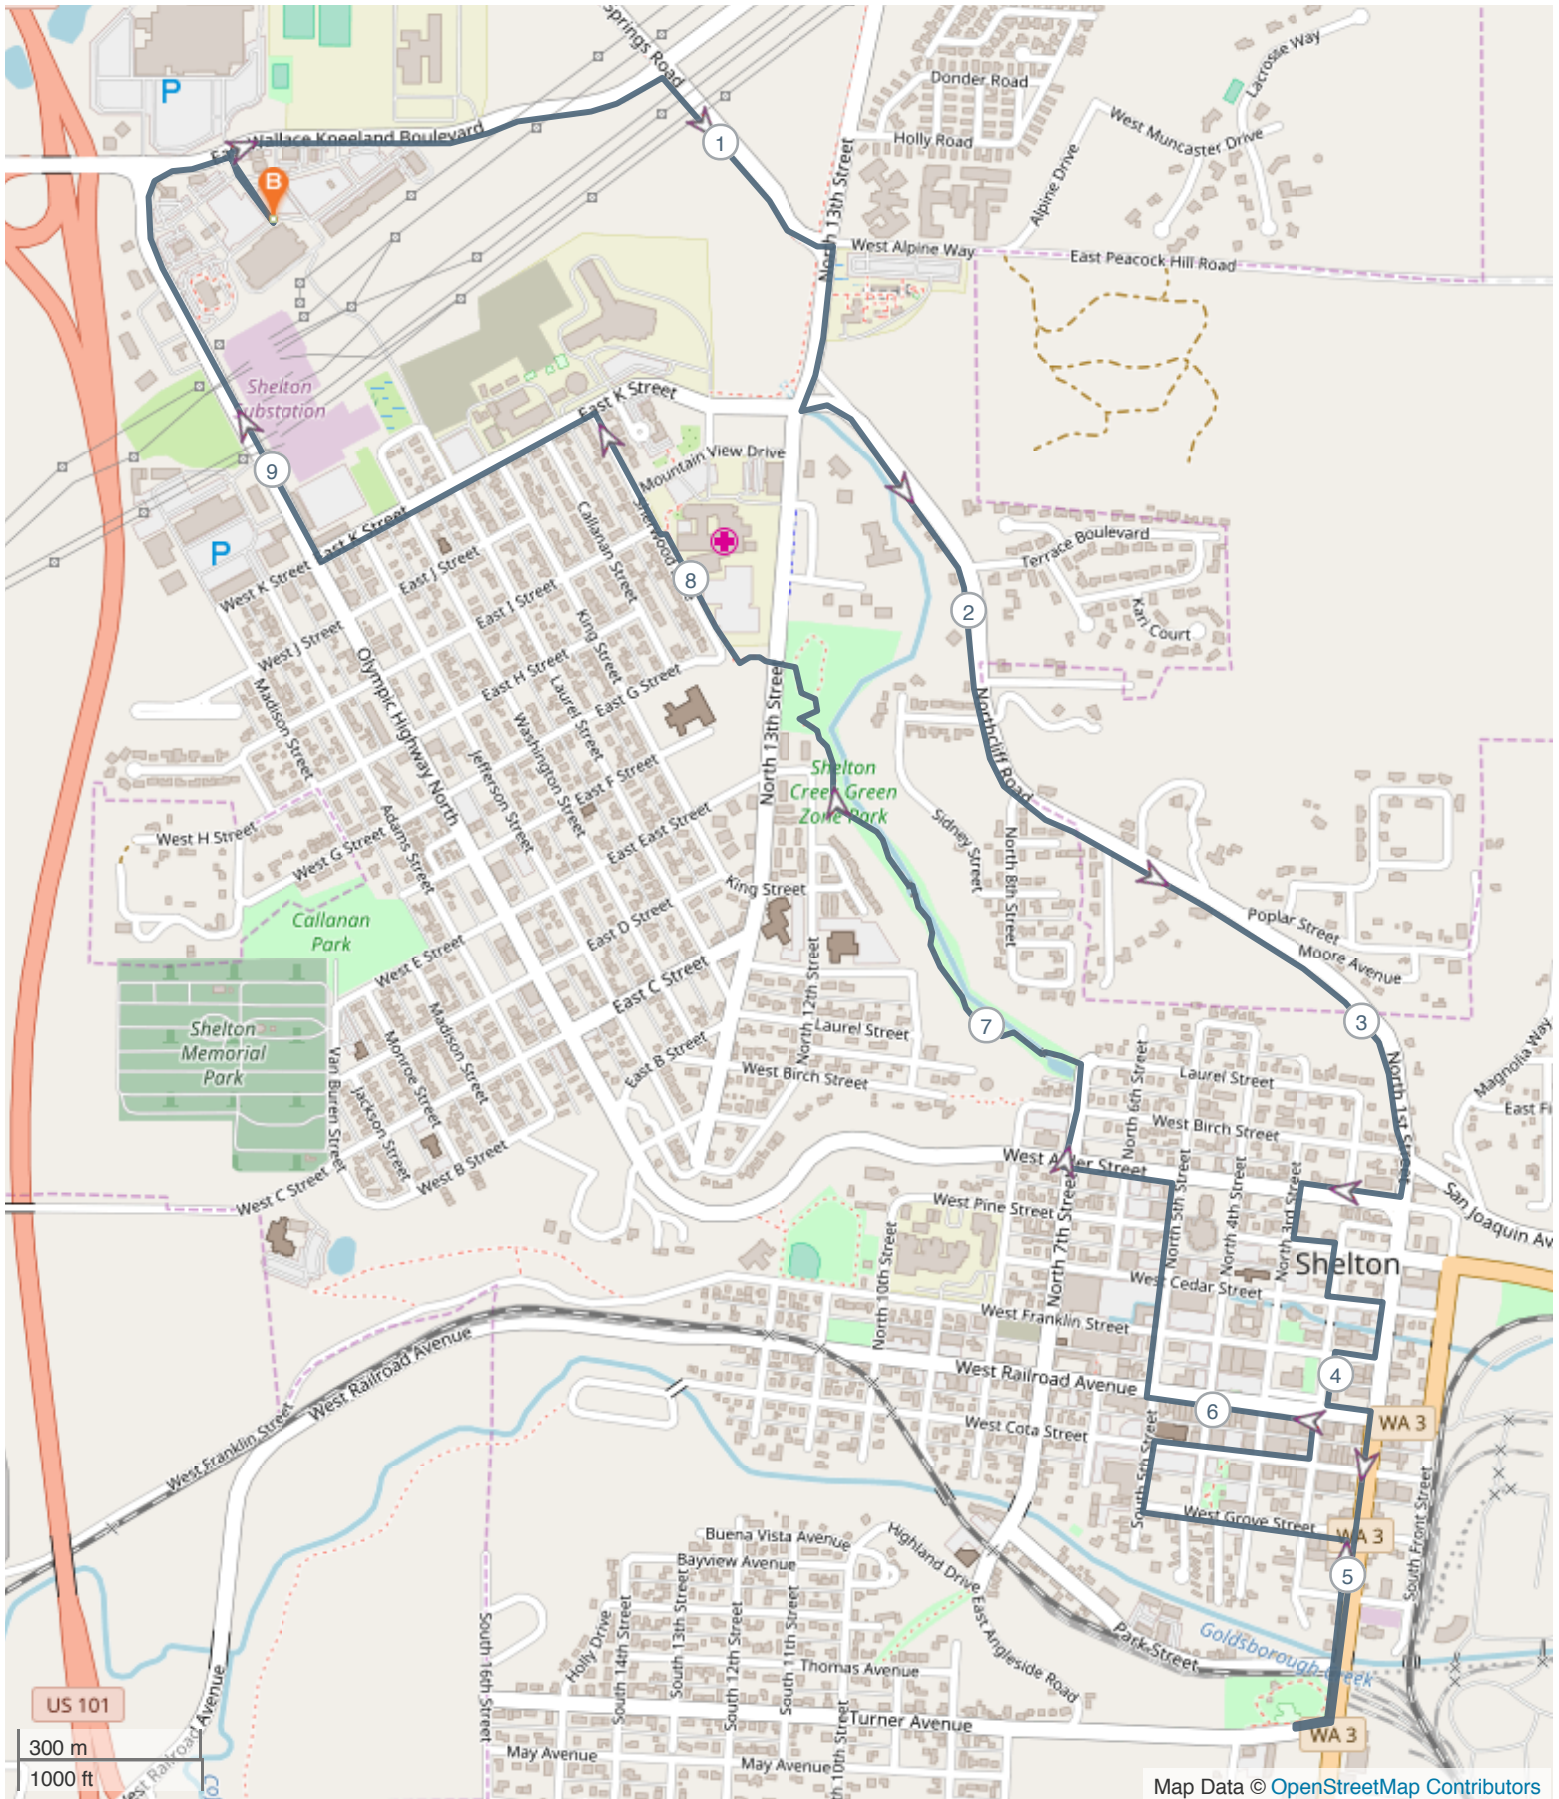 Springs Road
Lacrosse Way
Donder Road
P
West Muncaster Drive
East Wallace Kneeland Boulevard
1
Holly Road
North 13th Street
B
Alpine Drive
North 13th Street
West Alpine Way
East Peacock Hill Road
Shelton
Substation
East K Street
9
Mountain View Drive
East K Street
Callanan Street
Sherwood
P
West K Street
East J Street
Terrace Boulevard
8
East I Street
2
Kari Court
King Street
West J Street
Olympic Highway North
East H Street
East G Street
Madison Street
Laurel Street
Washington Street
North 13th Street
Northcliff Road
Jefferson Street
East F Street
Shelton
Creek Green
Zone Park
West H Street
West G Street
Adams Street
East East Street
Sidney Street
North 8th Street
King Street
Callanan
Park
East D Street
Poplar Street
Moore Avenue
West E Street
East C Street
North 12th Street
Shelton
Memorial
Park
Madison Street
Monroe Street
Laurel Street
7
3
Magnolia Way
Van Buren Street
Jackson Street
East B Street
West Birch Street
North 6th Street
Laurel Street
North 1st Street
East Fi
West Birch Street
West B Street
West C Street
West Alder Street
West Pine Street
North 7th Street
North 5th Street
North 4th Street
North 3rd Street
San Joaquin Av
North 10th Street
Shelton
West Cedar Street
West Franklin Street
West Railroad Avenue
West Railroad Avenue
4
6
WA 3
West Cota Street
West Franklin Street
South 5th Street
South Front Street
West Grove Street
WA 3
Buena Vista Avenue
Bayview Avenue
Highland Drive
5
East Angleside Road
South 16th Street
Holly Drive
South 14th Street
South 13th Street
South 12th Street
South 11th Street
Park Street
Goldsborough Creek
Thomas Avenue
US 101
Turner Avenue
WA 3
West Railroad Avenue
May Avenue
May Avenue
10th Street
300 m
1000 ft
Map Data © OpenStreetMap Contributors